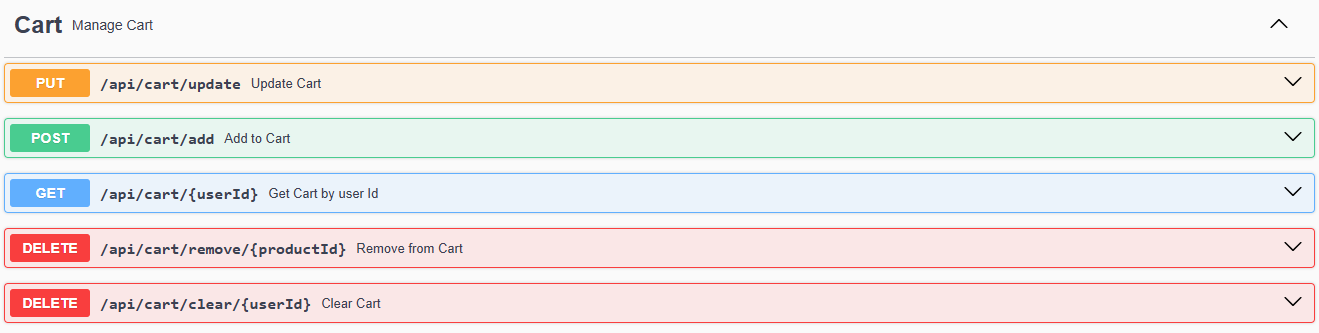 Cart Manage Cart
PUT /api/cart/update Update Cart
POST /api/cart/add Add to Cart
GET /api/cart/{userId} Get Cart by user Id
DELETE /api/cart/remove/{productId} Remove from Cart
DELETE /api/cart/clear/{userId} Clear Cart